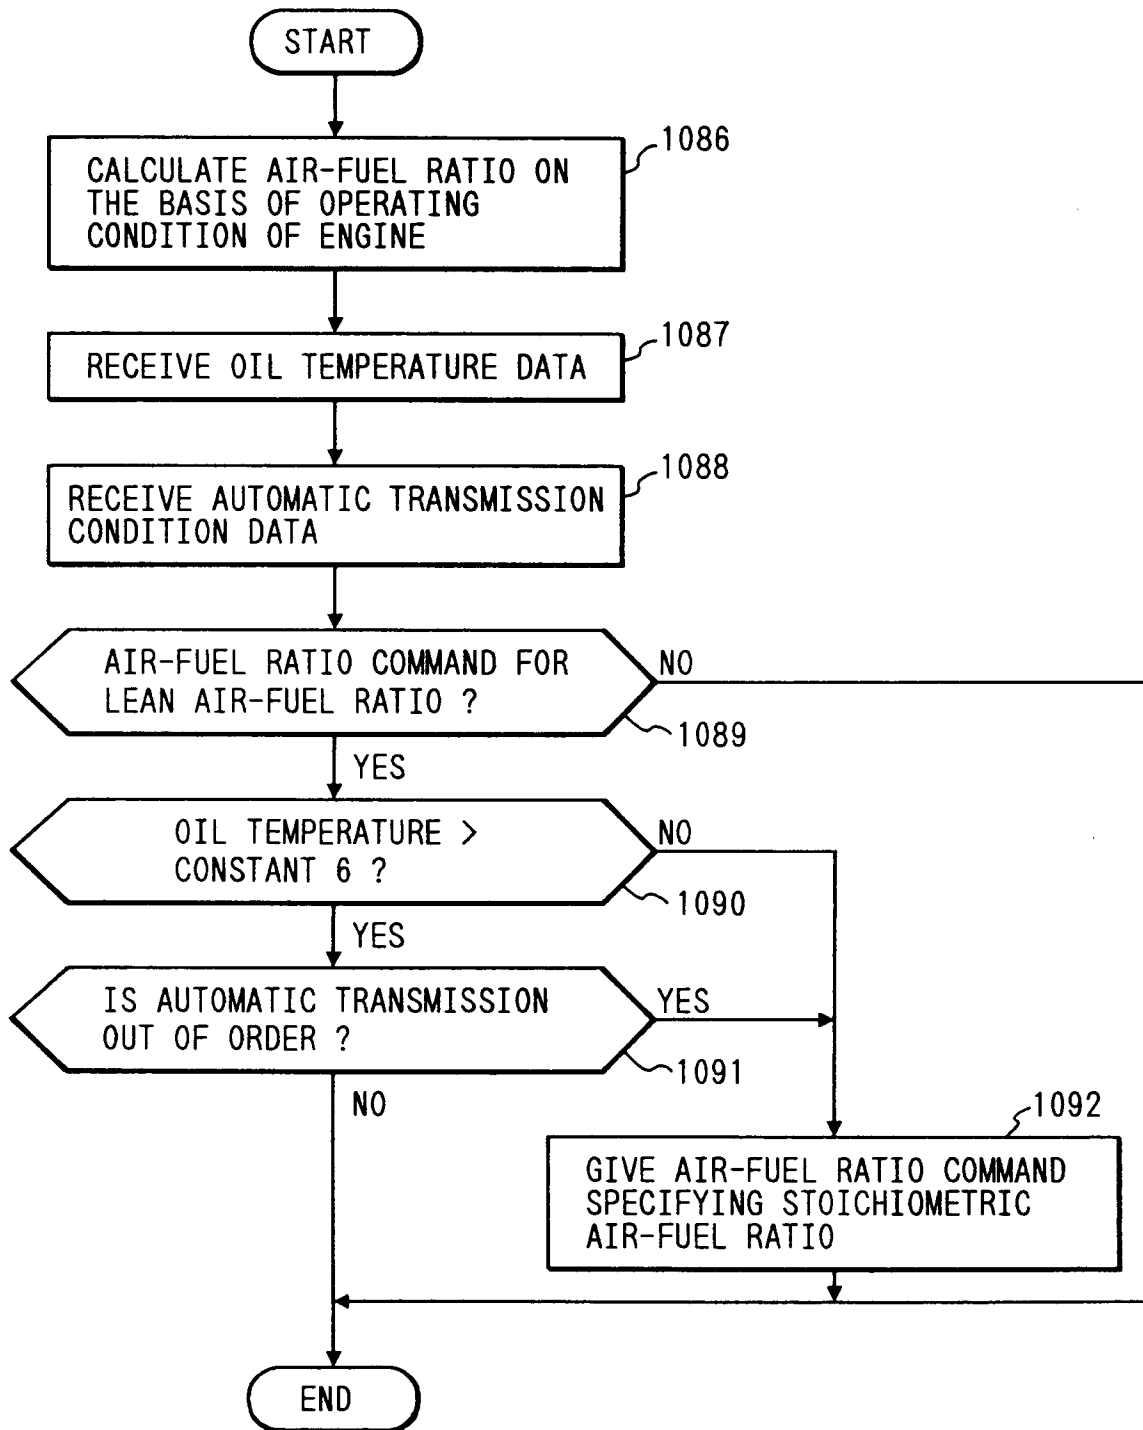 START
1086
CALCULATE AIR-FUEL RATIO ON
THE BASIS OF OPERATING
CONDITION OF ENGINE
1087
RECEIVE OIL TEMPERATURE DATA
1088
RECEIVE AUTOMATIC TRANSMISSION
CONDITION DATA
AIR-FUEL RATIO COMMAND FOR
LEAN AIR-FUEL RATIO ?
NO
1089
YES
OIL TEMPERATURE >
CONSTANT 6 ?
NO
1090
YES
IS AUTOMATIC TRANSMISSION
OUT OF ORDER ?
YES
1091
NO
1092
GIVE AIR-FUEL RATIO COMMAND
SPECIFYING STOICHIOMETRIC
AIR-FUEL RATIO
END